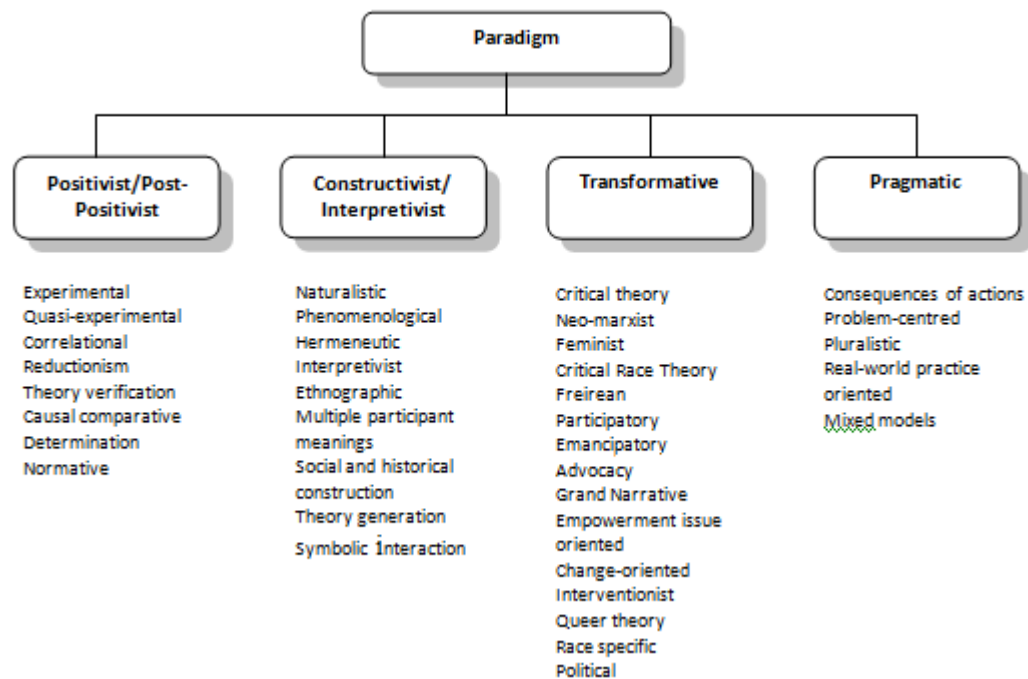 Paradigm
Positivist/Post-
Positivist
Constructivist/
Interpretivist
Transformative
Pragmatic
Experimental
Quasi-experimental
Correlational
Reductionism
Theory verification
Causal comparative
Determination
Normative
Naturalistic
Phenomenological
Hermeneutic
Interpretivist
Ethnographic
Multiple participant
meanings
Social and historical
construction
Theory generation
Symbolic interaction
Critical theory
Neo-marxist
Feminist
Critical Race Theory
Freirean
Participatory
Emancipatory
Advocacy
Grand Narrative
Empowerment issue
oriented
Change-oriented
Interventionist
Queer theory
Race specific
Political
Consequences of actions
Problem-centred
Pluralistic
Real-world practice
oriented
Mixed models